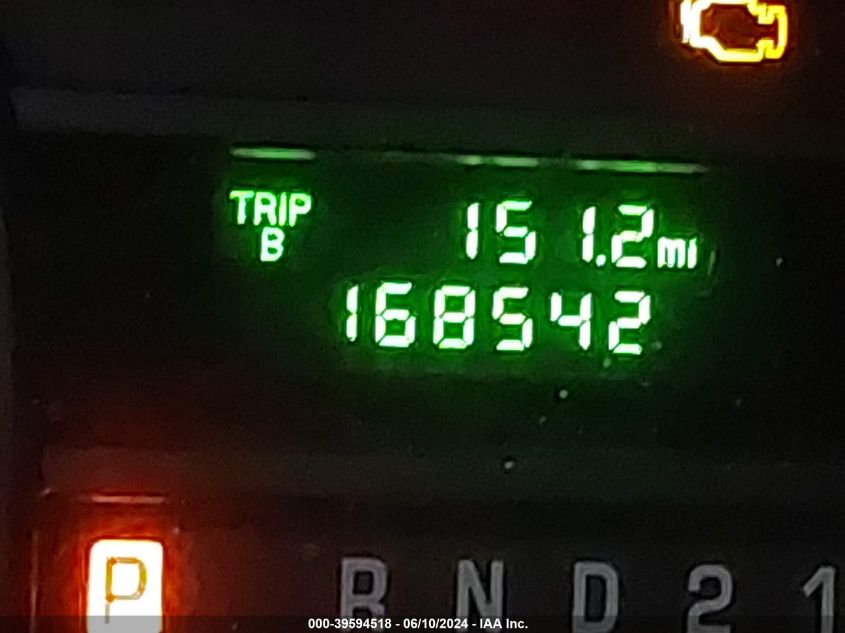 TRIP 151.2mi
B
168542
P R N D 2 1
000-39594518 - 06/10/2024 - IAA Inc.